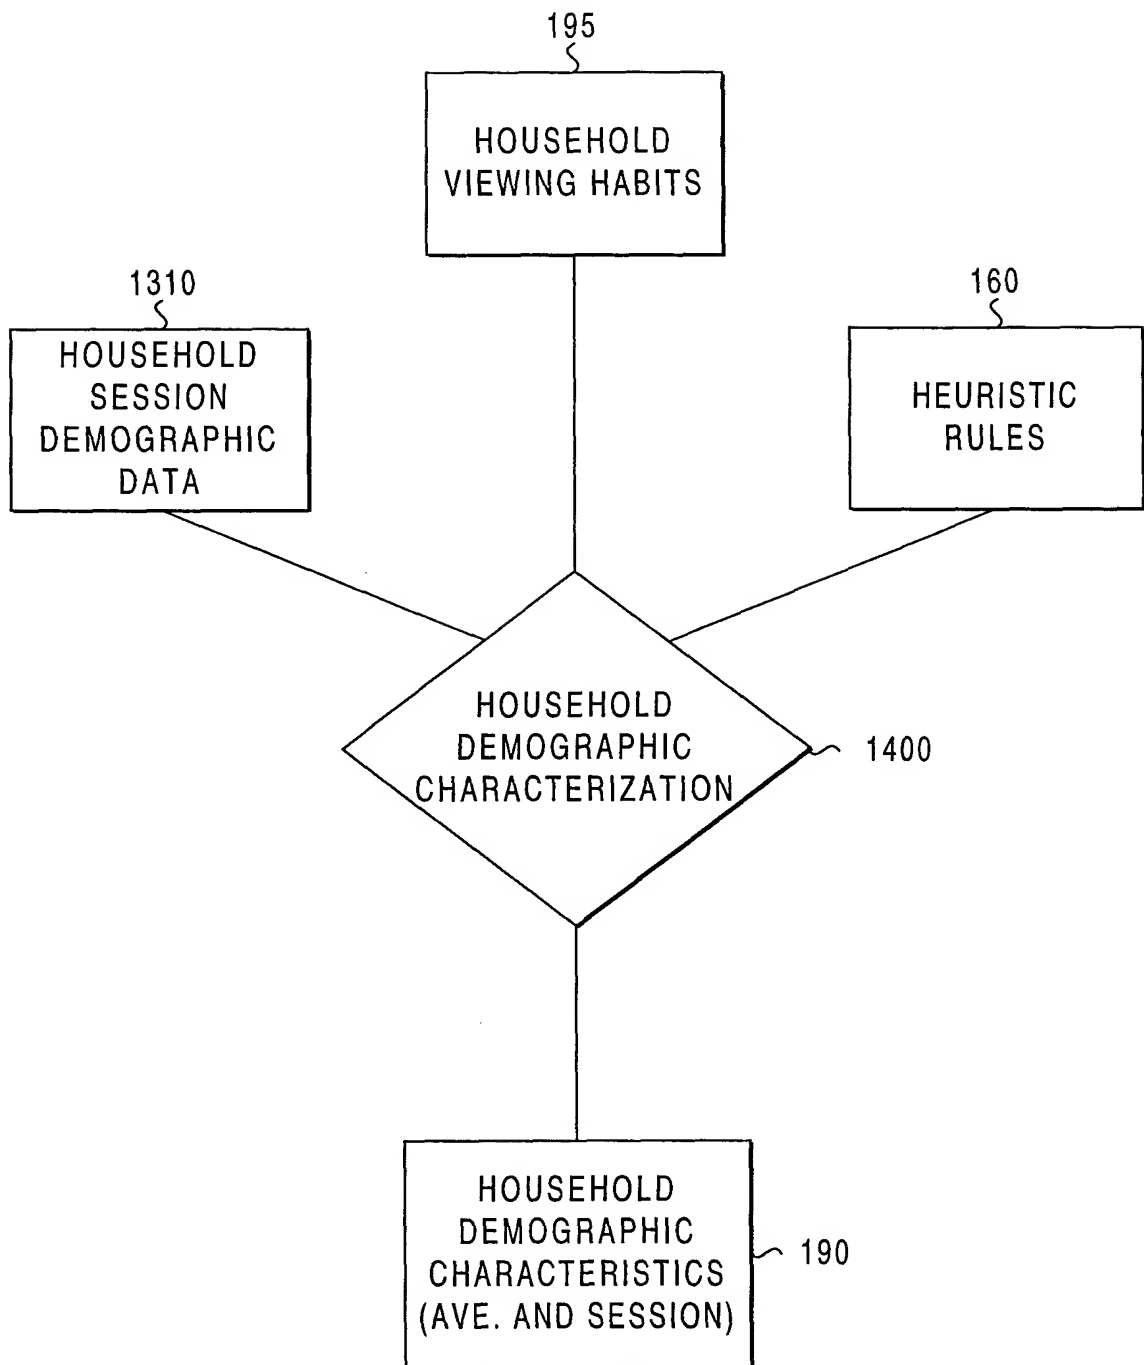 195
HOUSEHOLD
VIEWING HABITS
1310
HOUSEHOLD
SESSION
DEMOGRAPHIC
DATA
160
HEURISTIC
RULES
HOUSEHOLD
DEMOGRAPHIC
CHARACTERIZATION
1400
HOUSEHOLD
DEMOGRAPHIC
CHARACTERISTICS
(AVE. AND SESSION)
190